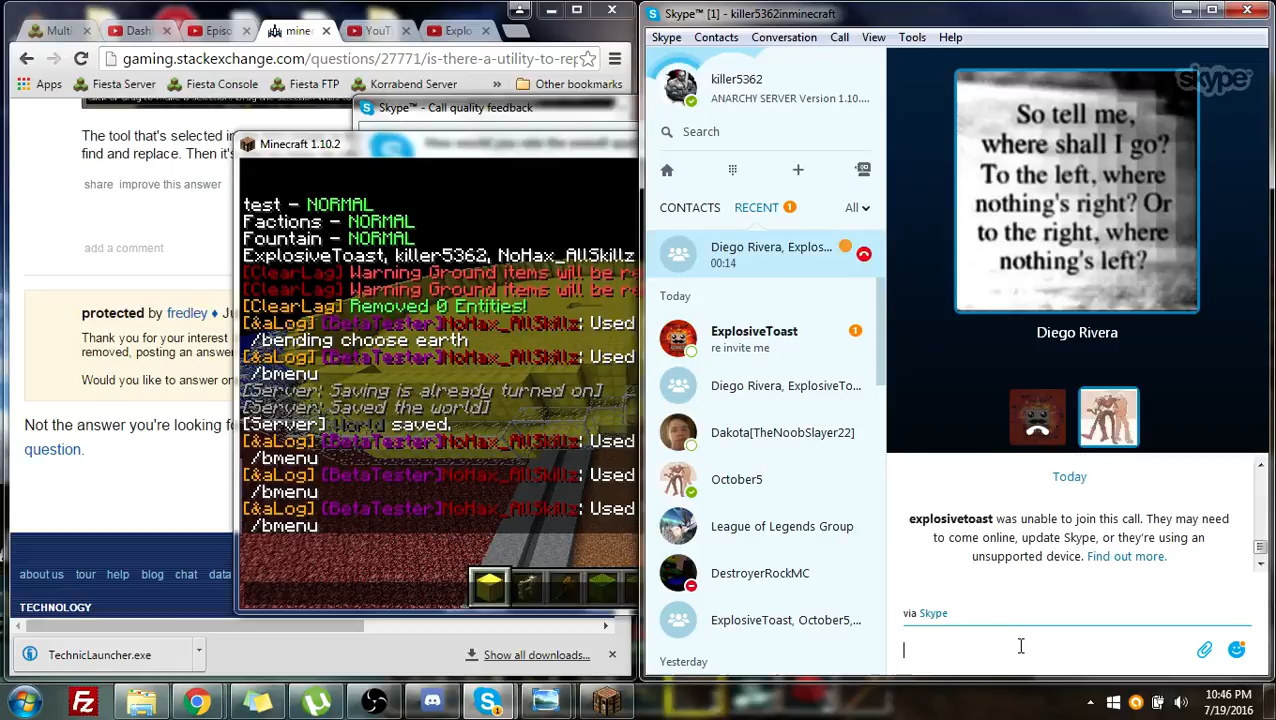 Multi
Dash
Episo
mine
YouT
Explo
gaming.stackexchange.com/questions/27771/is-there-a-utility-to-rep
Apps
Fiesta Server
Fiesta Console
Fiesta FTP
Korrabend Server
»
Other bookmarks
The tool that's selected in
find and replace. Then it's
share improve this answer
add a comment
protected by fredley ♦ Ju
Thank you for your interest
removed, posting an answer
Would you like to answer on
Not the answer you're looking fo
question.
about us tour help blog chat data
TECHNOLOGY
TechnicLauncher.exe
Show all downloads...
Skype™ - Call quality feedback
Minecraft 1.10.2
test - NORMAL
Factions - NORMAL
Fountain - NORMAL
ExplosiveToast, killer5362, NoHax_AllSkillz
[ClearLag] Warning Ground items will be re
[ClearLag] Warning Ground items will be re
[ClearLag] Removed 0 Entities!
[&aLog] [BetaTester]NoHax_AllSkillz: Used
/bending choose earth
[&aLog] [BetaTester]NoHax_AllSkillz: Used
/bmenu
[Server: Saving is already turned on]
[Server: Saved the world]
[Server] World saved.
[&aLog] [BetaTester]NoHax_AllSkillz: Used
/bmenu
[&aLog] [BetaTester]NoHax_AllSkillz: Used
/bmenu
[&aLog] [BetaTester]NoHax_AllSkillz: Used
/bmenu
Skype™ [1] - killer5362inminecraft
Skype Contacts Conversation Call View Tools Help
killer5362
ANARCHY SERVER Version 1.10....
Search
CONTACTS RECENT 1 All
Diego Rivera, Explos...
00:14
Today
ExplosiveToast 1
re invite me
Diego Rivera, ExplosiveTo...
Dakota[TheNoobSlayer22]
October5
League of Legends Group
DestroyerRockMC
ExplosiveToast, October5,...
Yesterday
skype
So tell me,
where shall I go?
To the left, where
nothing's right? Or
to the right, where
nothing's left?
Diego Rivera
Today
explosivetoast was unable to join this call. They may need
to come online, update Skype, or they're using an
unsupported device. Find out more.
via Skype
10:46 PM
7/19/2016